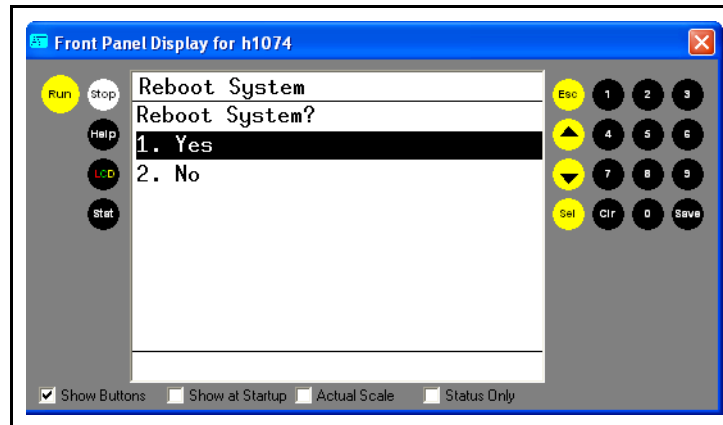 Front Panel Display for h1074
Run Stop
Help
LCD
Stat
Reboot System
Reboot System?
1. Yes
2. No
Esc 1 2 3
4 5 6
7 8 9
Sel Clr 0 Save
Show Buttons Show at Startup Actual Scale Status Only